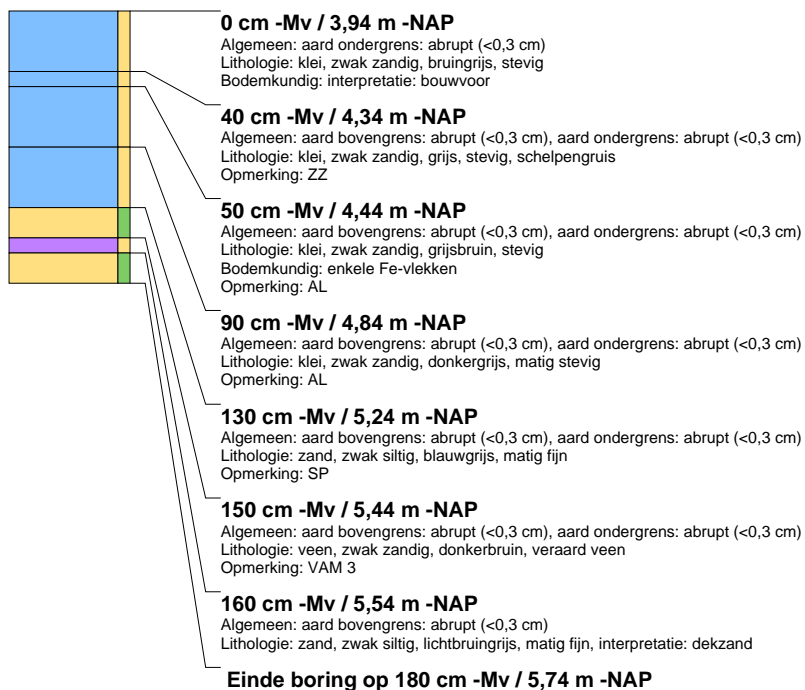 0 cm -Mv / 3,94 m -NAP
Algemeen: aard ondergrens: abrupt (<0,3 cm)
Lithologie: klei, zwak zandig, bruingrijs, stevig
Bodemkundig: interpretatie: bouwvoor
40 cm -Mv / 4,34 m -NAP
Algemeen: aard bovengrens: abrupt (<0,3 cm), aard ondergrens: abrupt (<0,3 cm)
Lithologie: klei, zwak zandig, grijs, stevig, schelpengruis
Opmerking: ZZ
50 cm -Mv / 4,44 m -NAP
Algemeen: aard bovengrens: abrupt (<0,3 cm), aard ondergrens: abrupt (<0,3 cm)
Lithologie: klei, zwak zandig, grijsbruin, stevig
Bodemkundig: enkele Fe-vlekken
Opmerking: AL
90 cm -Mv / 4,84 m -NAP
Algemeen: aard bovengrens: abrupt (<0,3 cm), aard ondergrens: abrupt (<0,3 cm)
Lithologie: klei, zwak zandig, donkergrijs, matig stevig
Opmerking: AL
130 cm -Mv / 5,24 m -NAP
Algemeen: aard bovengrens: abrupt (<0,3 cm), aard ondergrens: abrupt (<0,3 cm)
Lithologie: zand, zwak siltig, blauwgrijs, matig fijn
Opmerking: SP
150 cm -Mv / 5,44 m -NAP
Algemeen: aard bovengrens: abrupt (<0,3 cm), aard ondergrens: abrupt (<0,3 cm)
Lithologie: veen, zwak zandig, donkerbruin, veraard veen
Opmerking: VAM 3
160 cm -Mv / 5,54 m -NAP
Algemeen: aard bovengrens: abrupt (<0,3 cm)
Lithologie: zand, zwak siltig, lichtbruingrijs, matig fijn, interpretatie: dekzand
Einde boring op 180 cm -Mv / 5,74 m -NAP